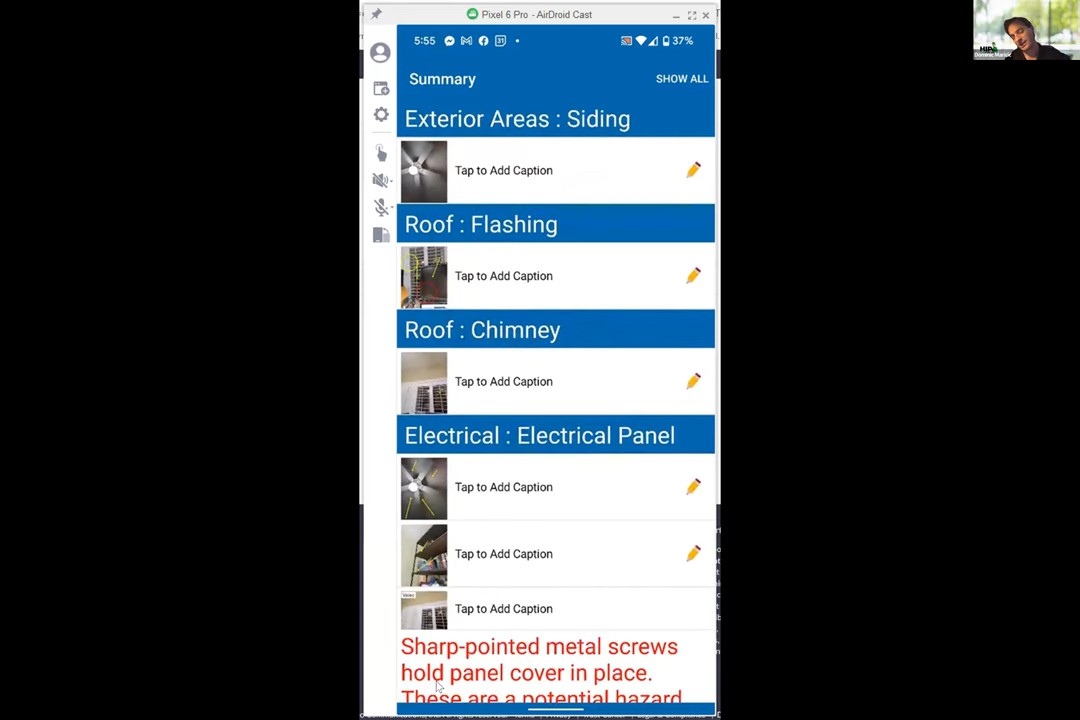 Pixel 6 Pro - AirDroid Cast
5:55
31
37%
Summary
SHOW ALL
Exterior Areas : Siding
Tap to Add Caption
Roof : Flashing
Tap to Add Caption
Roof : Chimney
Tap to Add Caption
Electrical : Electrical Panel
Tap to Add Caption
Tap to Add Caption
Tap to Add Caption
Sharp-pointed metal screws
hold panel cover in place.
These are a potential hazard